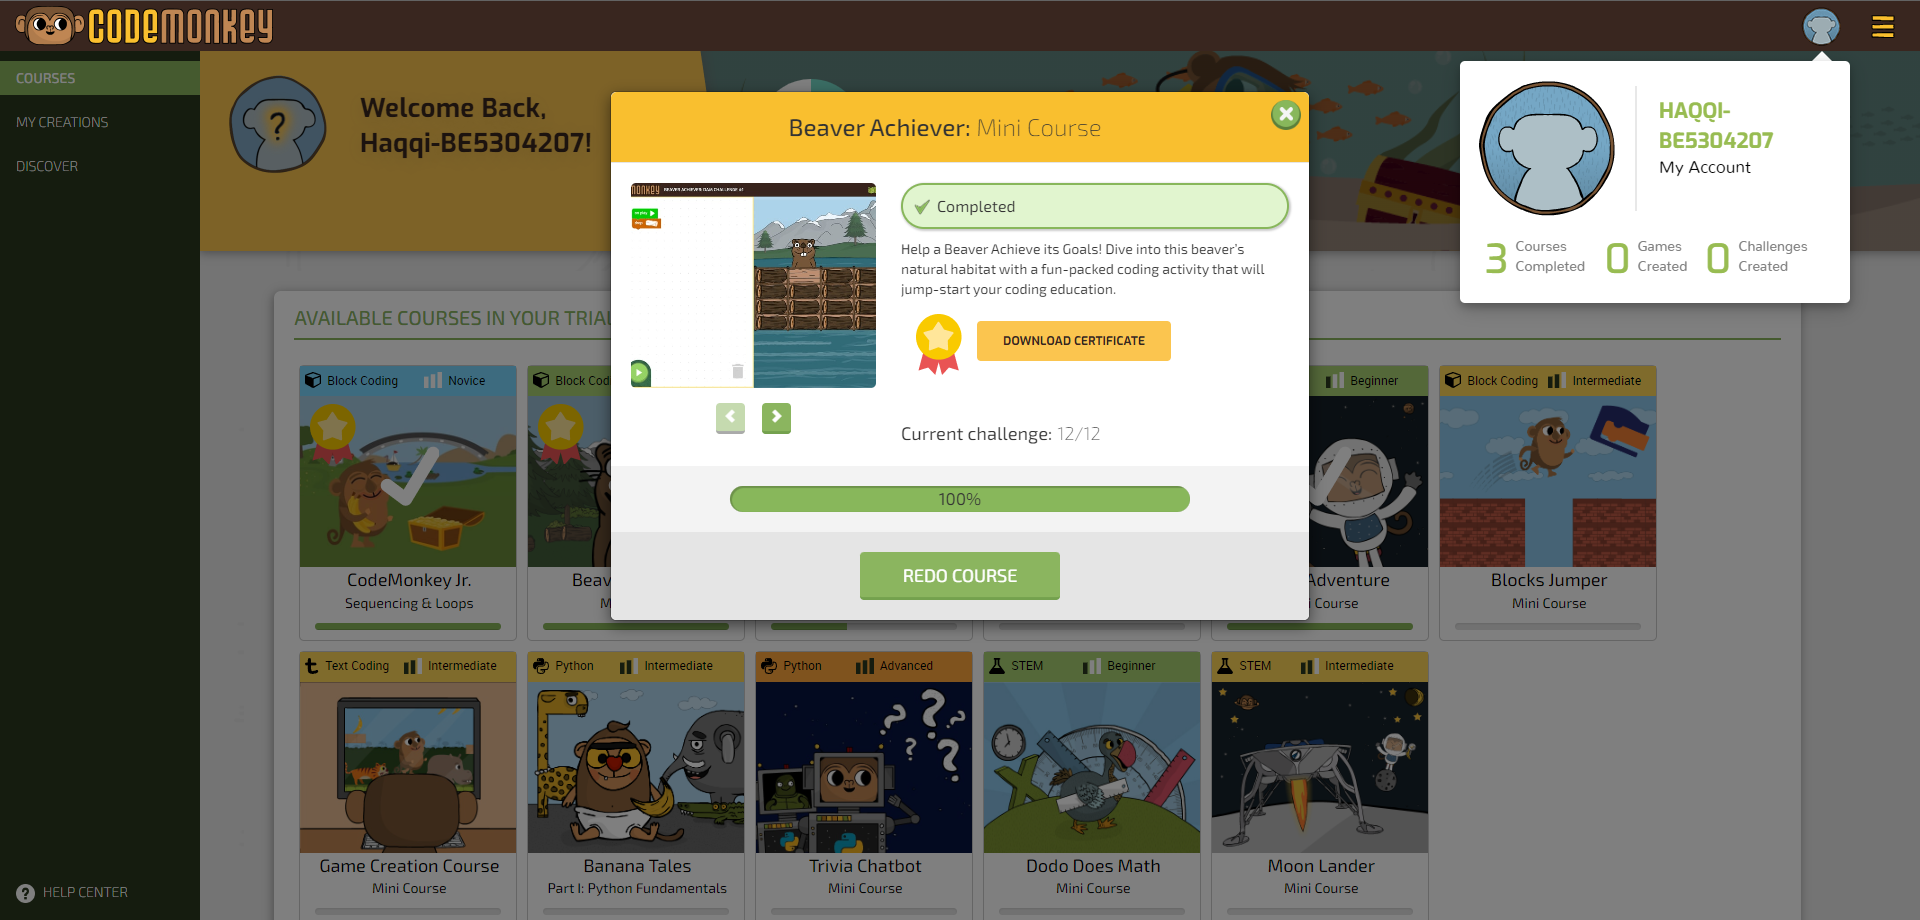 CODEMONKEY
COURSES
MY CREATIONS
DISCOVER
HELP CENTER
Welcome Back,
Haqqi-BE5304207!
HAQQI-
BE5304207
My Account
3 Courses Completed
0 Games Created
0 Challenges Created
Beaver Achiever: Mini Course
Completed
Help a Beaver Achieve its Goals! Dive into this beaver's
natural habitat with a fun-packed coding activity that will
jump-start your coding education.
DOWNLOAD CERTIFICATE
Current challenge: 12/12
100%
REDO COURSE
AVAILABLE COURSES IN YOUR TRIA
Block Coding Novice
CodeMonkey Jr.
Sequencing & Loops
Block Cod
Beav
M
Beginner
Adventure
i Course
Block Coding Intermediate
Blocks Jumper
Mini Course
Text Coding Intermediate
Game Creation Course
Mini Course
Python Intermediate
Banana Tales
Part I: Python Fundamentals
Python Advanced
Trivia Chatbot
Mini Course
STEM Beginner
Dodo Does Math
Mini Course
STEM Intermediate
Moon Lander
Mini Course